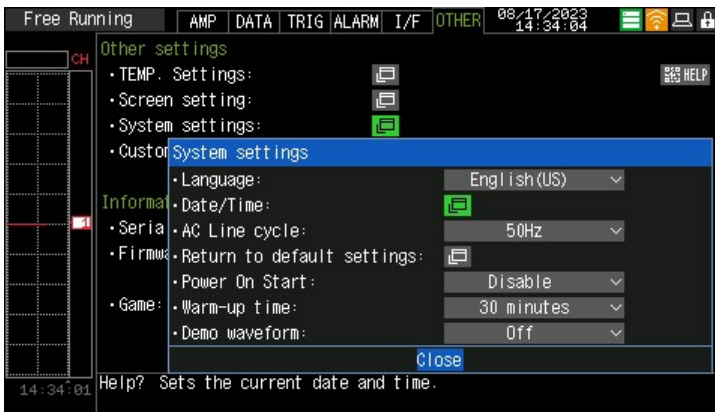 Free Running AMP DATA TRIG ALARM I/F OTHER 08/17/2023 14:34:04
CH
Other settings
・TEMP. Settings:
HELP
・Screen setting:
・System settings:
・Custom
System settings
・Language: English(US)
Informat
・Date/Time:
・Seria
・AC Line cycle: 50Hz
1
・Firmwa
・Return to default settings:
・Power On Start: Disable
・Game:
・Warm-up time: 30 minutes
・Demo waveform: Off
Close
14:34:01
Help? Sets the current date and time.